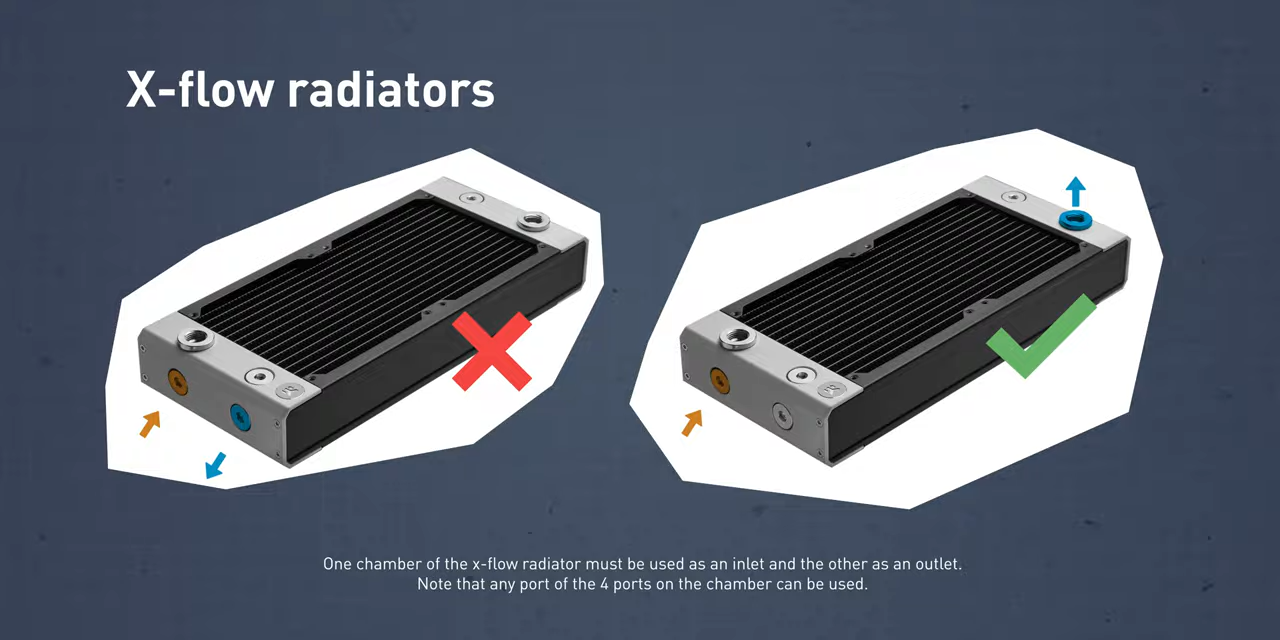 X-flow radiators
One chamber of the x-flow radiator must be used as an inlet and the other as an outlet.
Note that any port of the 4 ports on the chamber can be used.